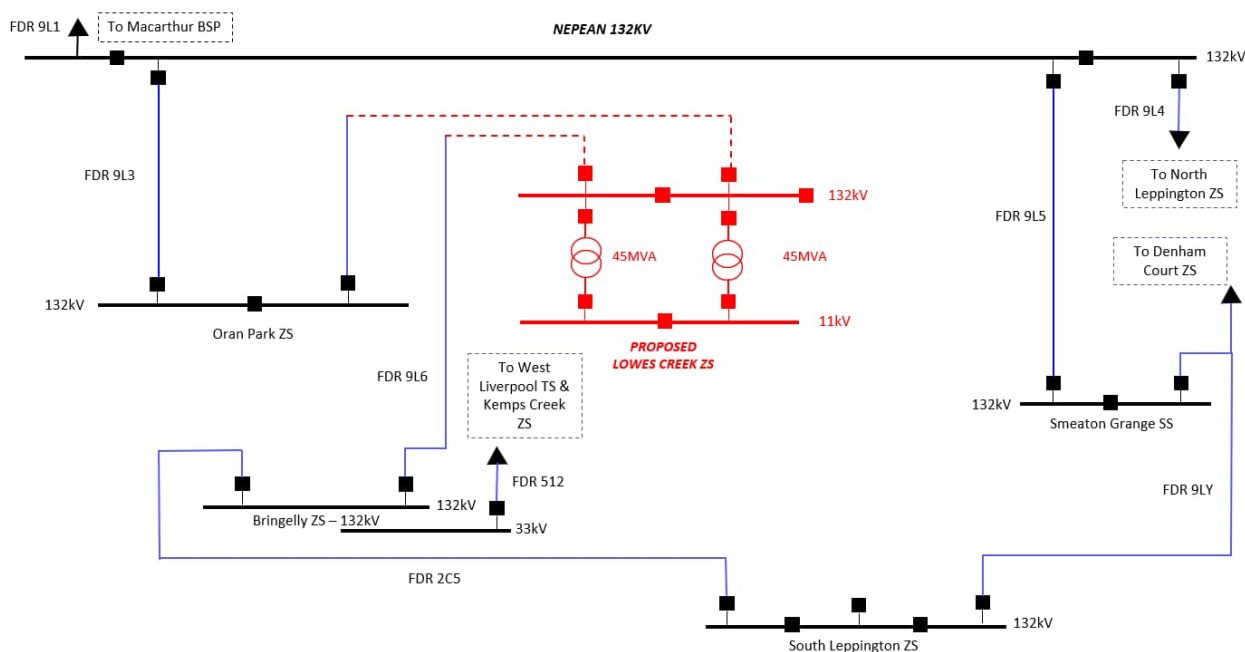 FDR 9L1
To Macarthur BSP
NEPEAN 132KV
132kV
FDR 9L4
FDR 9L3
To North
Leppington ZS
132kV
FDR 9L5
45MVA
45MVA
To Denham
Court ZS
132kV
Oran Park ZS
11kV
PROPOSED
LOWES CREEK ZS
FDR 9L6
To West
Liverpool TS &
Kemps Creek
ZS
132kV
Smeaton Grange SS
FDR 512
FDR 9LY
132kV
Bringelly ZS – 132kV
33kV
FDR 2C5
132kV
South Leppington ZS